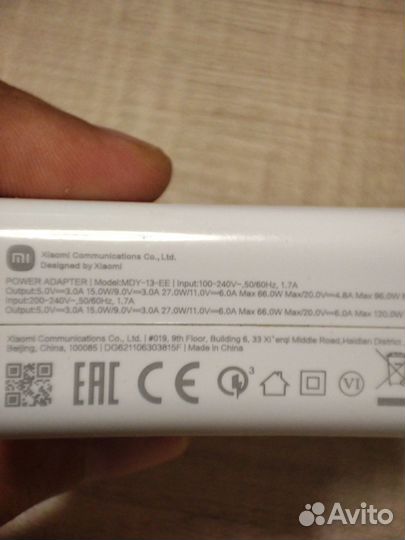 mi
Xiaomi Communications Co., Ltd.
Designed by Xiaomi
POWER ADAPTER | Model:MDY-13-EE | Input:100-240V~,50/60Hz, 1.7A
Output:5.0V⎓3.0A 15.0W/9.0V⎓3.0A 27.0W/11.0V⎓6.0A Max 66.0W Max/20.0V⎓4.8A Max 96.0W
Input:200-240V~,50/60Hz, 1.7A
Output:5.0V⎓3.0A 15.0W/9.0V⎓3.0A 27.0W/11.0V⎓6.0A Max 66.0W Max/20.0V⎓6.0A Max 120.0W
Xiaomi Communications Co., Ltd. | #019, 9th Floor, Building 6, 33 Xi'erqi Middle Road,Haidian District
Beijing, China, 100085 | DG621106303815F | Made in China
EAC CE 3 VI
Avito